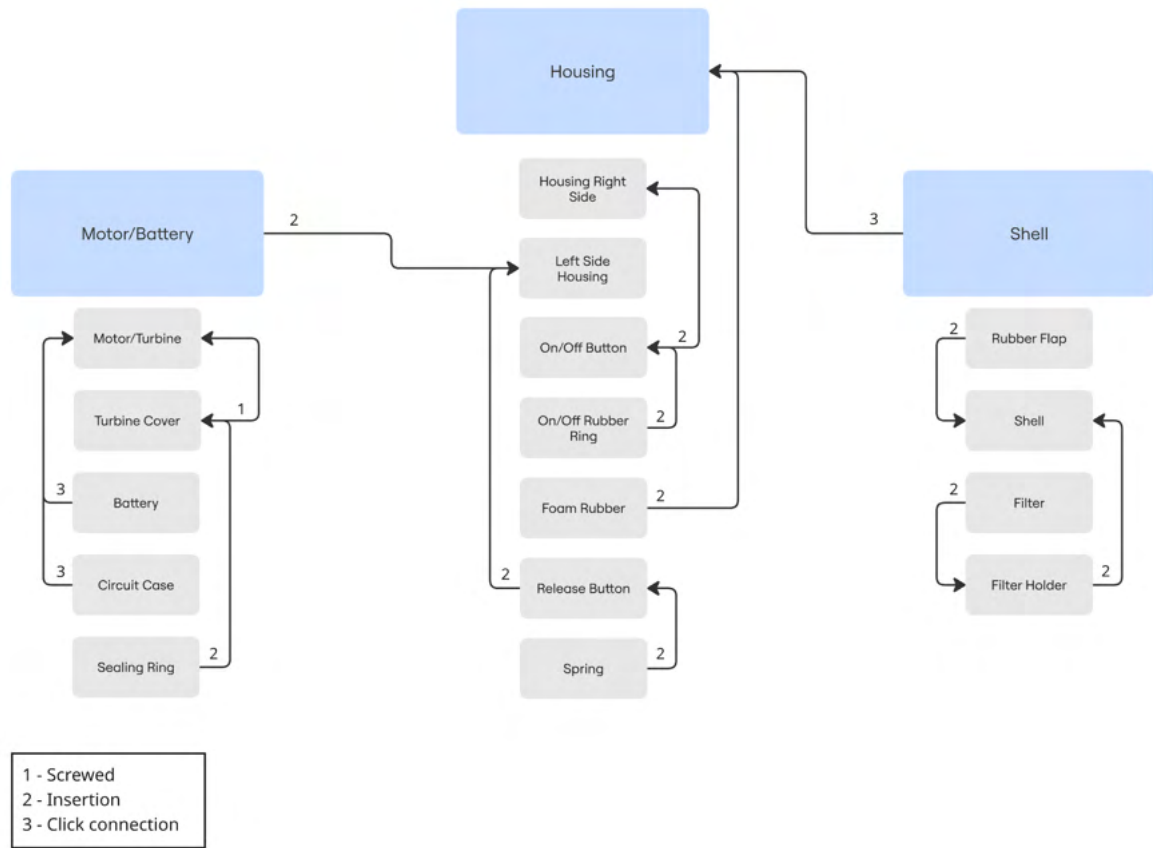 Housing
Motor/Battery
2
Housing Right
Side
Left Side
Housing
On/Off Button
2
On/Off Rubber
Ring
2
Foam Rubber
2
2
Release Button
Spring
2
3
Shell
Motor/Turbine
Turbine Cover
1
3
Battery
3
Circuit Case
Sealing Ring
2
2
Rubber Flap
Shell
2
Filter
Filter Holder
2
1 - Screwed
2 - Insertion
3 - Click connection